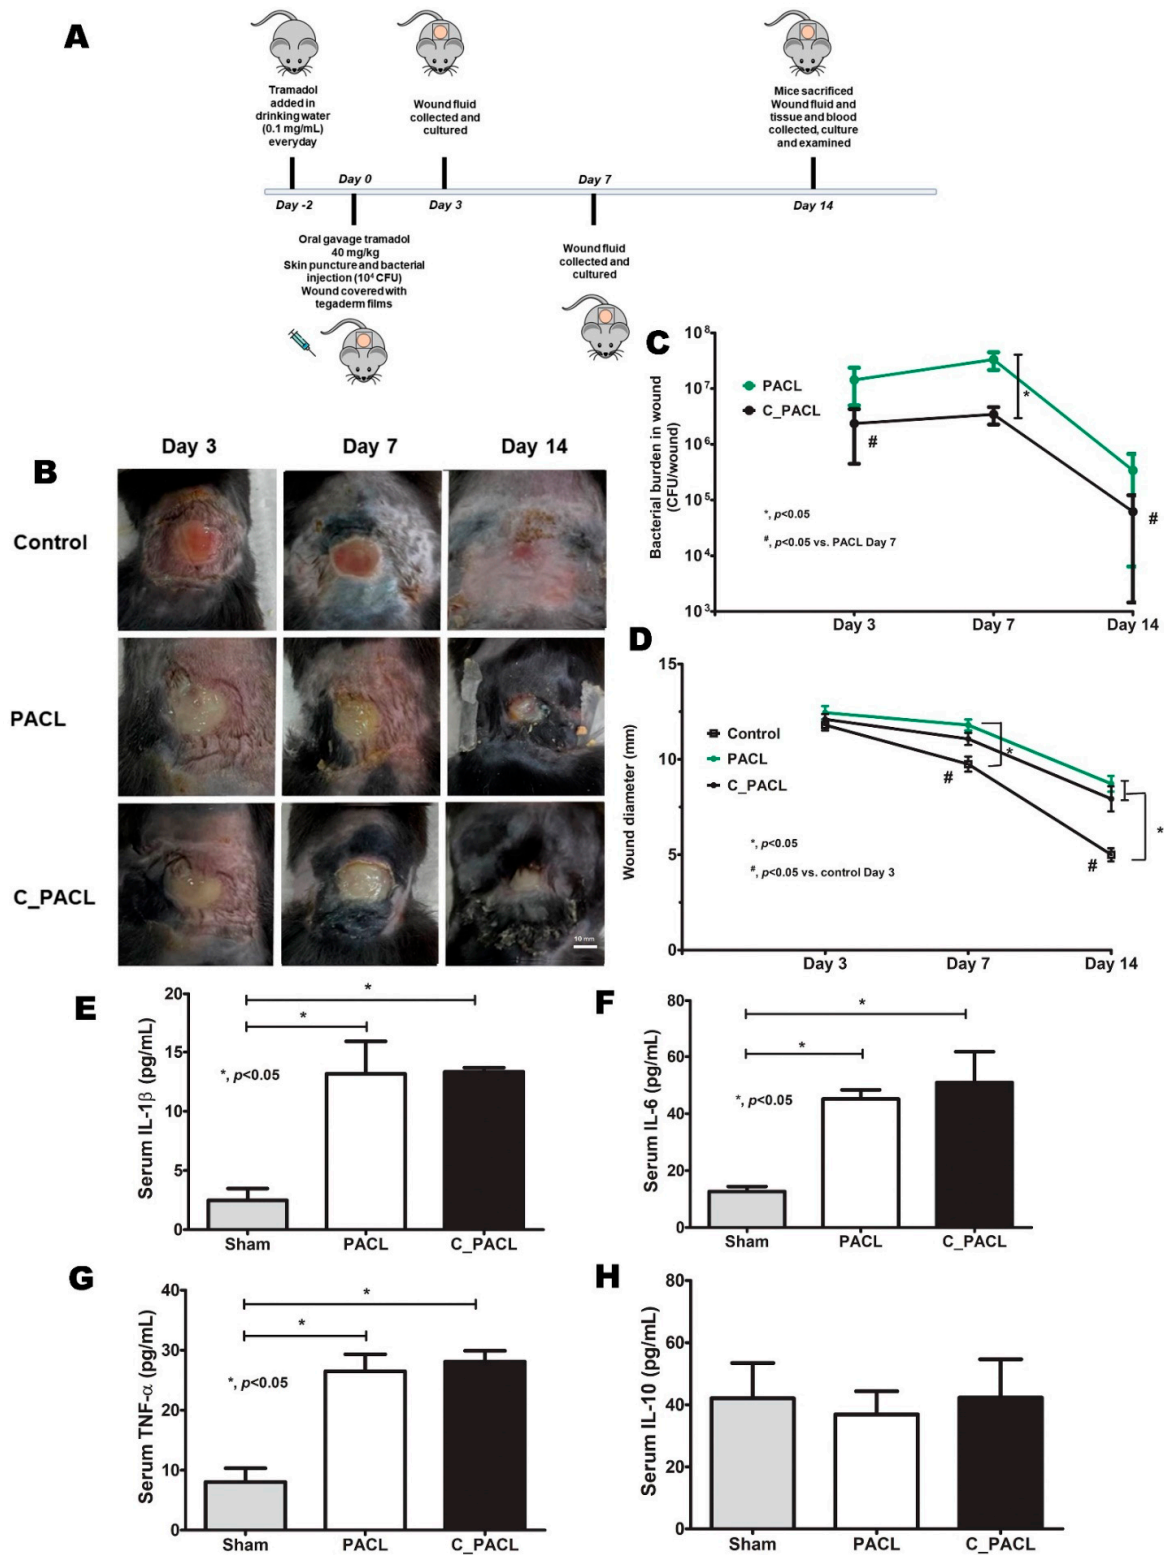 A
Tramadol
added in
drinking water
(0.1 mg/mL)
everyday
Wound fluid
collected and
cultured
Mice sacrificed
Wound fluid and
tissue and blood
collected, culture
and examined
Day 0
Day 7
Day -2
Day 3
Day 14
Oral gavage tramadol
40 mg/kg
Skin puncture and bacterial
injection (10⁴ CFU)
Wound covered with
tegaderm films
Wound fluid
collected and
cultured
B
Day 3
Day 7
Day 14
Control
PACL
C_PACL
10 mm
C
Bacterial burden in wound
(CFU/wound)
10⁸
10⁷
10⁶
10⁵
10⁴
10³
PACL
C_PACL
*
#
#
*, p<0.05
#, p<0.05 vs. PACL Day 7
Day 3
Day 7
Day 14
D
Wound diameter (mm)
15
10
5
0
Control
PACL
C_PACL
*
#
*
#
*, p<0.05
#, p<0.05 vs. control Day 3
Day 3
Day 7
Day 14
E
Serum IL-1β (pg/mL)
20
15
10
5
0
*
*
*, p<0.05
Sham
PACL
C_PACL
F
Serum IL-6 (pg/mL)
80
60
40
20
0
*
*
*, p<0.05
Sham
PACL
C_PACL
G
Serum TNF-α (pg/mL)
40
30
20
10
0
*
*
*, p<0.05
Sham
PACL
C_PACL
H
Serum IL-10 (pg/mL)
80
60
40
20
0
Sham
PACL
C_PACL